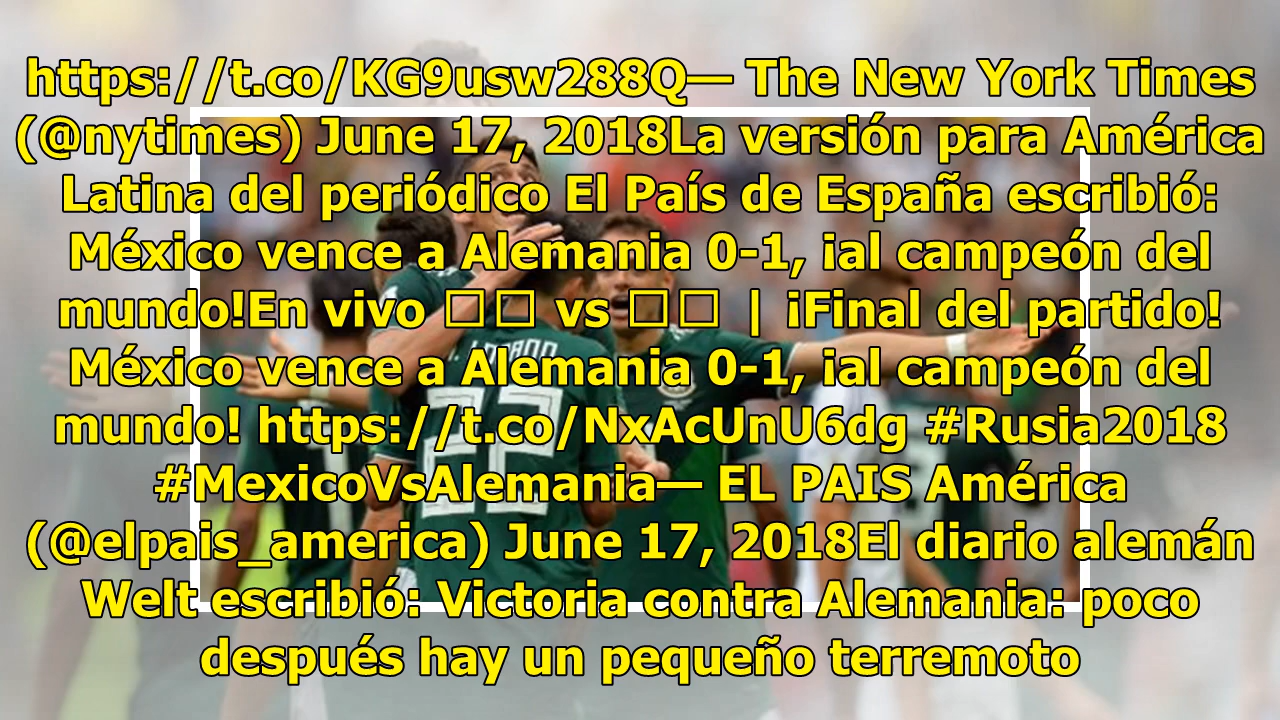 https://t.co/KG9usw288Q— The New York Times
(@nytimes) June 17, 2018La versión para América
Latina del periódico El País de España escribió:
México vence a Alemania 0-1, ¡al campeón del
mundo!En vivo □□ vs □□ | ¡Final del partido!
México vence a Alemania 0-1, ¡al campeón del
mundo! https://t.co/NxAcUnU6dg #Rusia2018
#MexicoVsAlemania— EL PAIS América
(@elpais_america) June 17, 2018El diario alemán
Welt escribió: Victoria contra Alemania: poco
después hay un pequeño terremoto
H. LOZANO
22